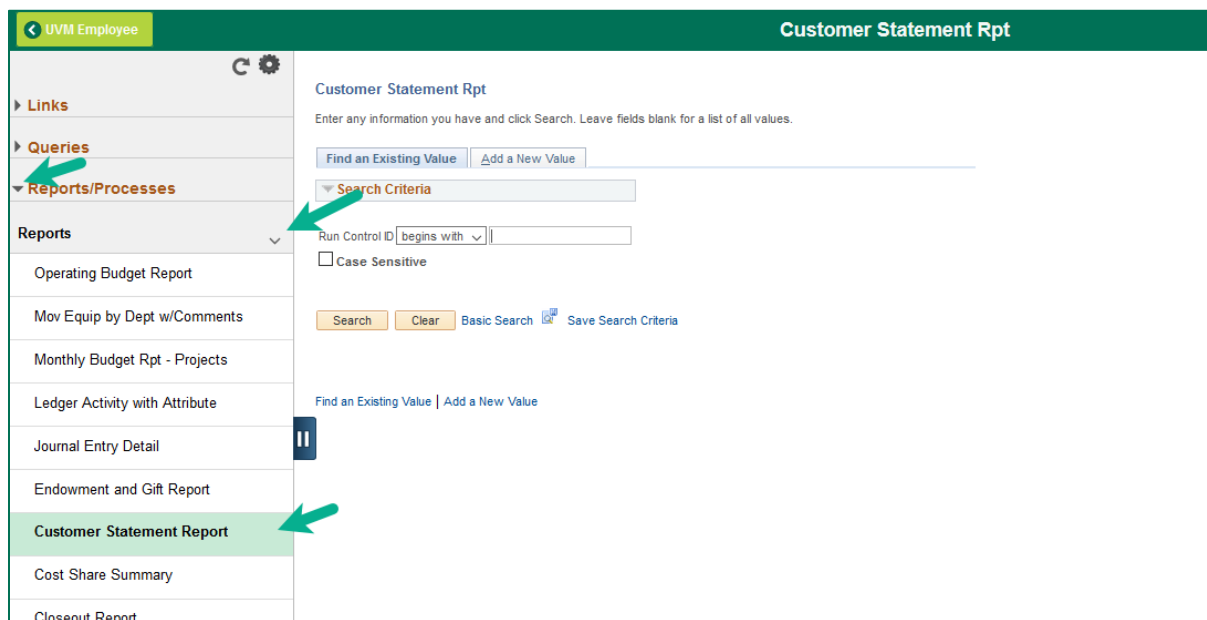 UVM Employee
Customer Statement Rpt
Links
Queries
Reports/Processes
Reports
Operating Budget Report
Mov Equip by Dept w/Comments
Monthly Budget Rpt - Projects
Ledger Activity with Attribute
Journal Entry Detail
Endowment and Gift Report
Customer Statement Report
Cost Share Summary
Closeout Report
Customer Statement Rpt
Enter any information you have and click Search. Leave fields blank for a list of all values.
Find an Existing Value Add a New Value
Search Criteria
Run Control ID begins with
Case Sensitive
Search Clear Basic Search Save Search Criteria
Find an Existing Value | Add a New Value